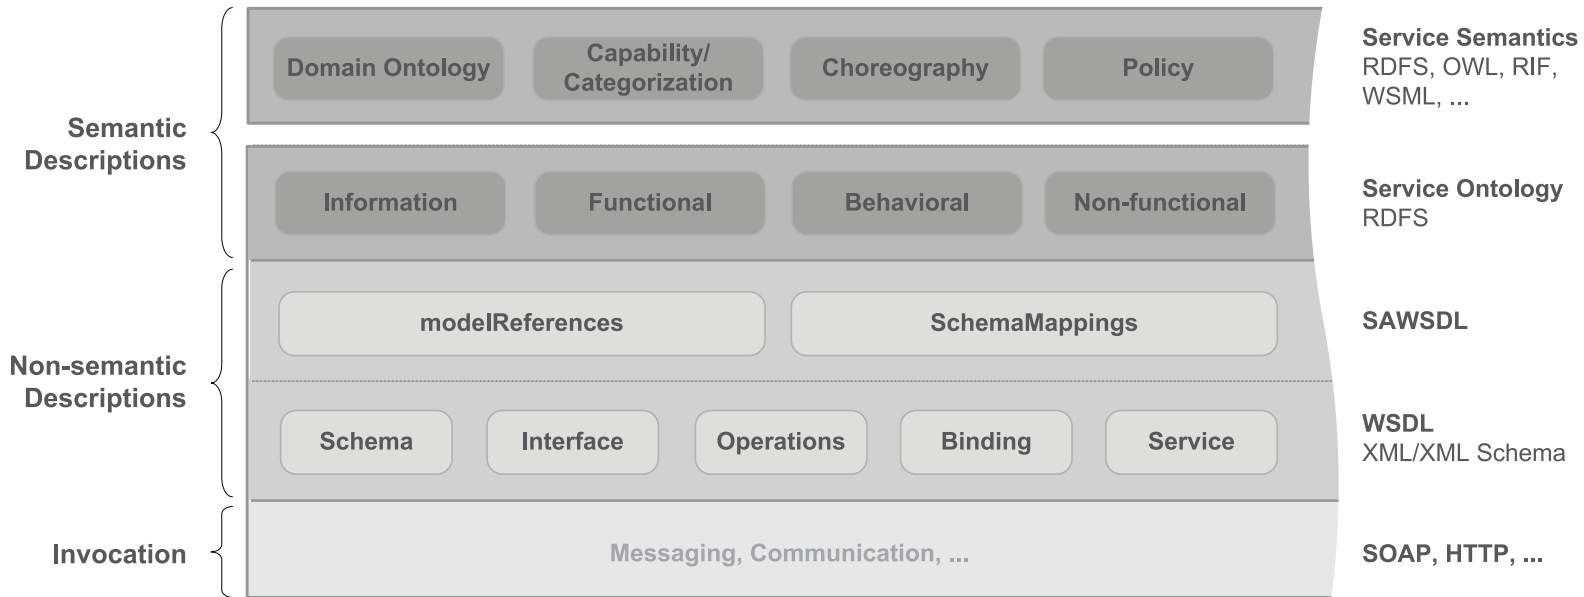 Semantic
Descriptions
Domain Ontology
Capability/
Categorization
Choreography
Policy
Service Semantics
RDFS, OWL, RIF,
WSML, ...
Information
Functional
Behavioral
Non-functional
Service Ontology
RDFS
Non-semantic
Descriptions
modelReferences
SchemaMappings
SAWSDL
Schema
Interface
Operations
Binding
Service
WSDL
XML/XML Schema
Invocation
Messaging, Communication, ...
SOAP, HTTP, ...